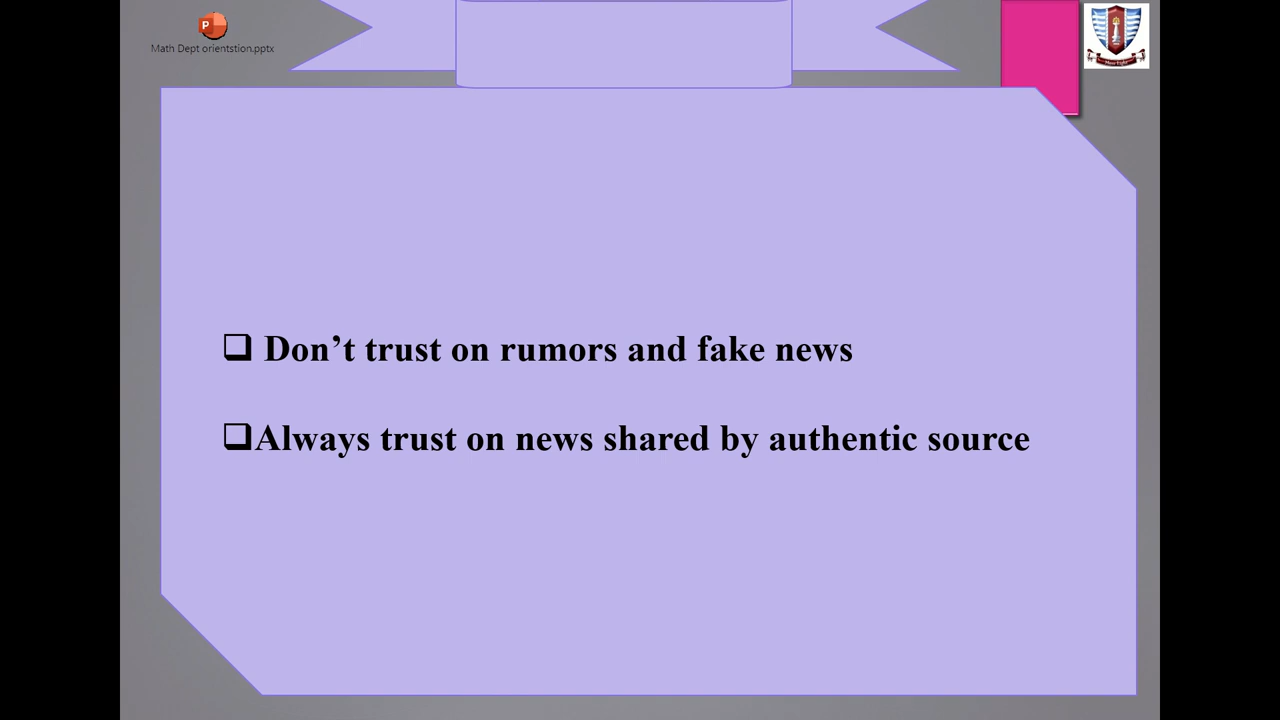 Math Dept orientstion.pptx
Don’t trust on rumors and fake news
Always trust on news shared by authentic source